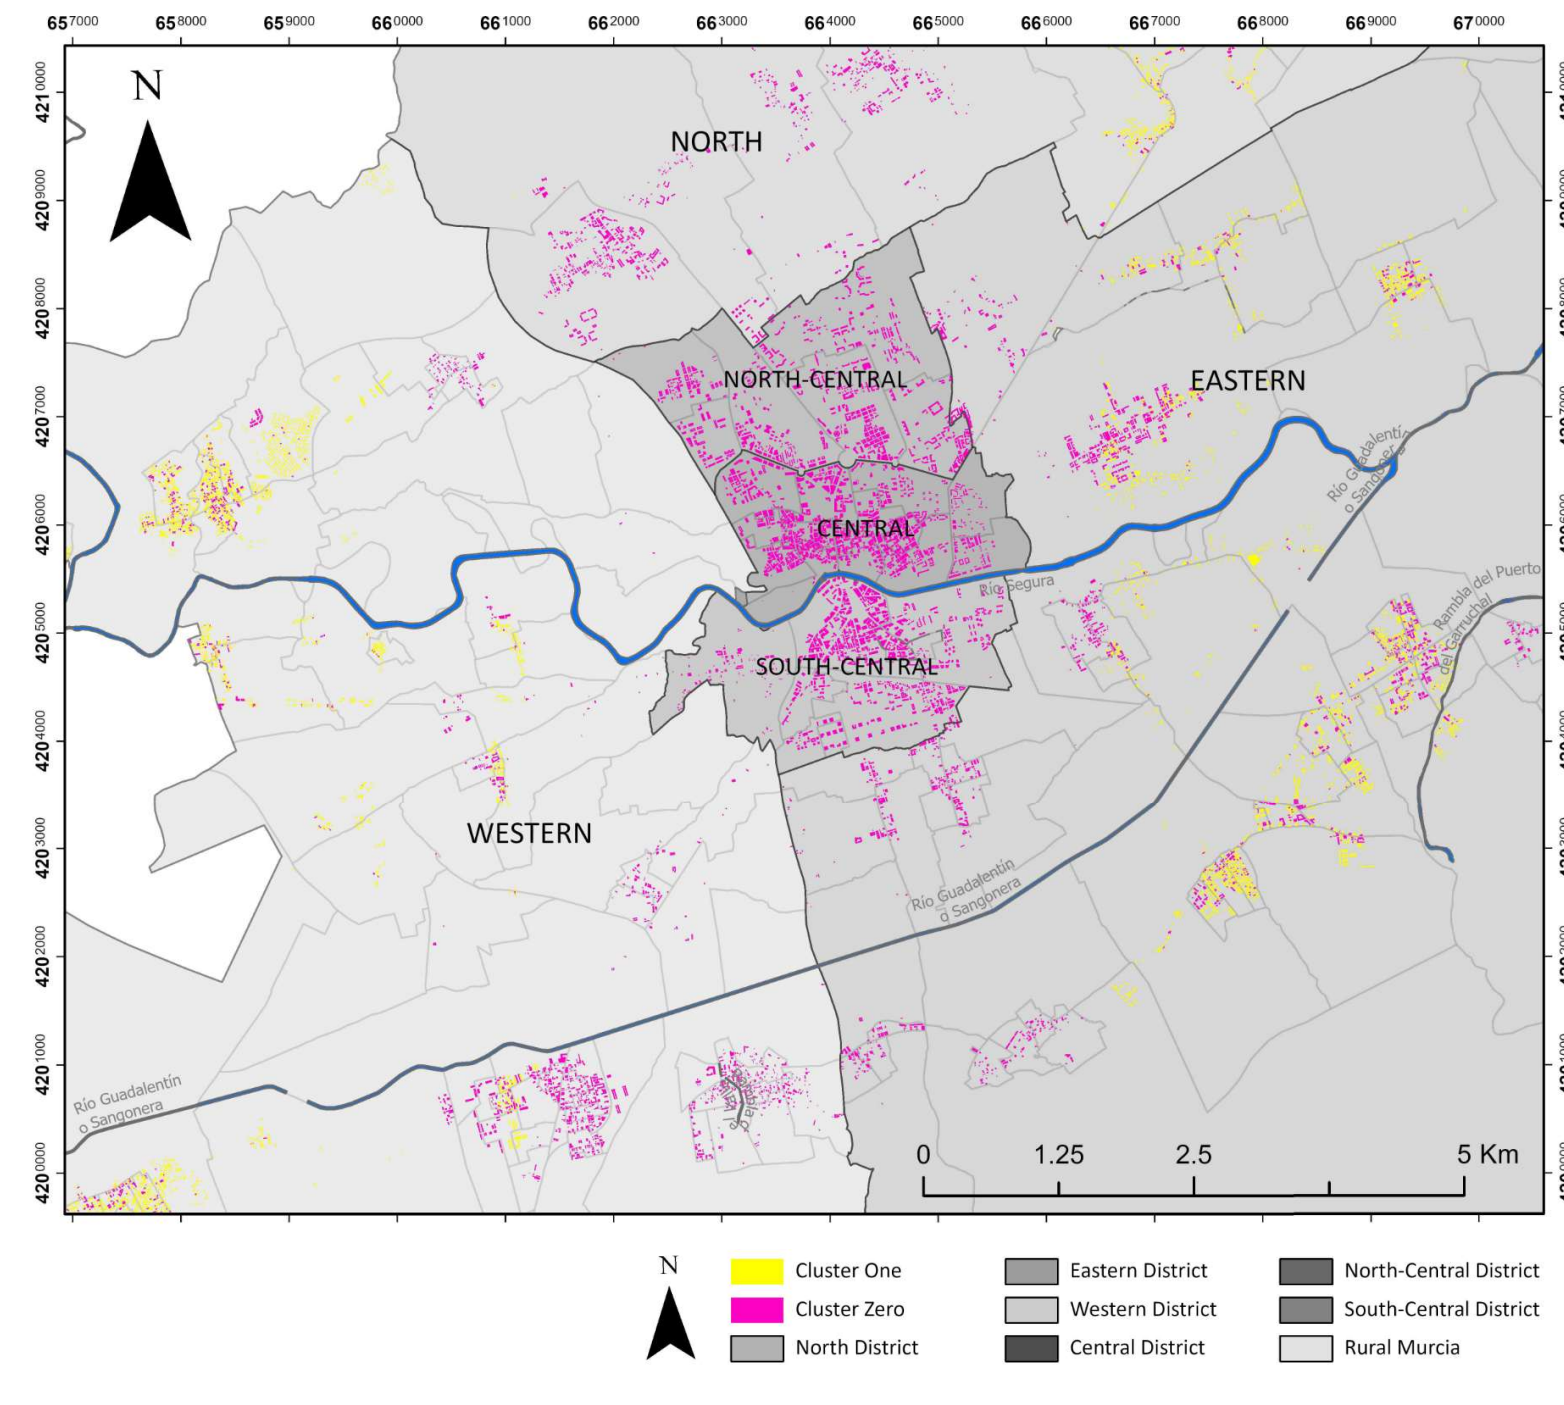 657000 658000 659000 660000 661000 662000 663000 664000 665000 666000 667000 668000 669000 670000
4210000
4209000
4208000
4207000
4206000
4205000
4204000
4203000
4202000
4201000
4200000
N
NORTH
NORTH-CENTRAL
EASTERN
CENTRAL
Río Guadalentín
o Sangonera
Río Segura
Rambla del Puerto
del Garruchal
SOUTH-CENTRAL
WESTERN
Río Guadalentín
o Sangonera
Río Guadalentín
o Sangonera
0 1.25 2.5 5 Km
N
Cluster One
Cluster Zero
North District
Eastern District
Western District
Central District
North-Central District
South-Central District
Rural Murcia